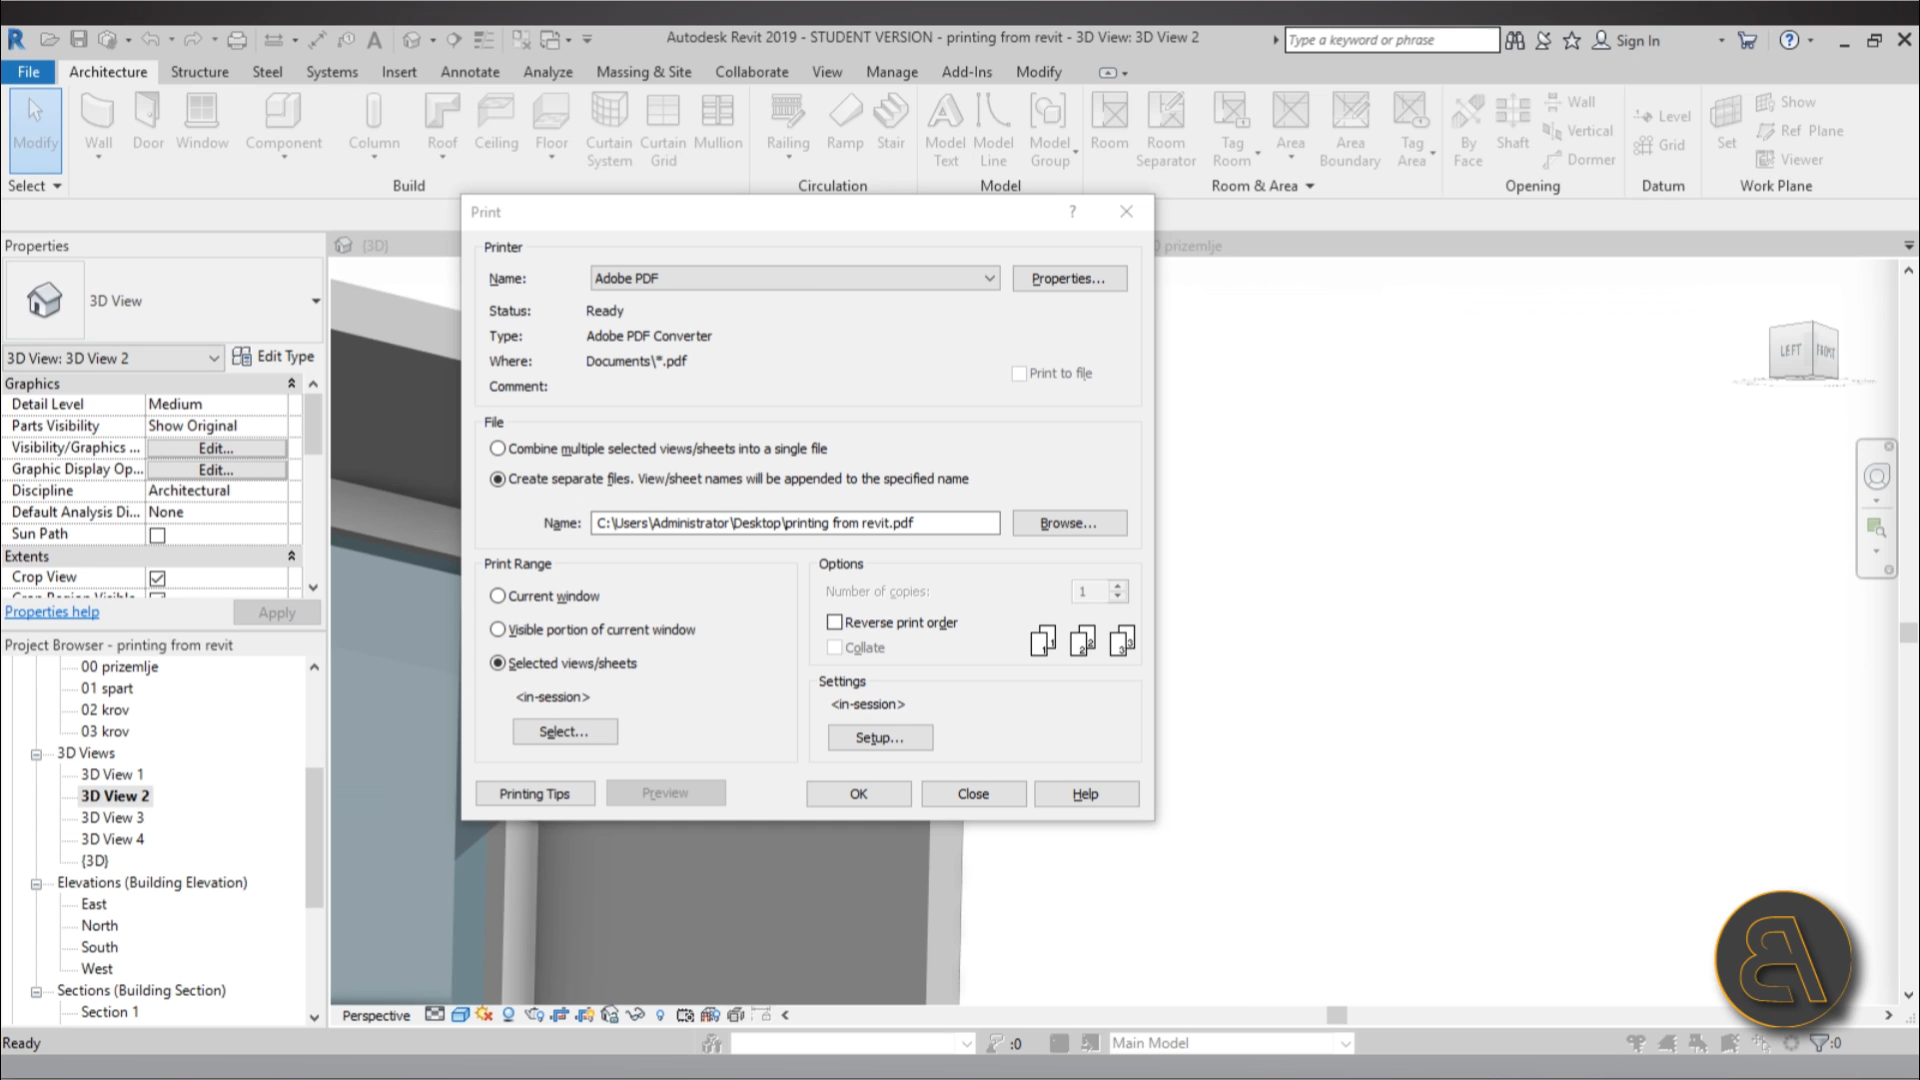 Autodesk Revit 2019 - STUDENT VERSION - printing from revit - 3D View: 3D View 2
Type a keyword or phrase
Sign In
File Architecture Structure Steel Systems Insert Annotate Analyze Massing & Site Collaborate View Manage Add-Ins Modify
Modify Wall Door Window Component Column Roof Ceiling Floor Curtain System Curtain Grid Mullion Railing Ramp Stair Model Text Model Line Model Group Room Room Separator Tag Room Area Area Boundary Tag Area By Face Shaft Wall Vertical Dormer Level Grid Set Show Ref Plane Viewer
Select Build Circulation Model Room & Area Opening Datum Work Plane
Properties
3D View
3D View: 3D View 2 Edit Type
Graphics
Detail Level Medium
Parts Visibility Show Original
Visibility/Graphics ... Edit...
Graphic Display Op... Edit...
Discipline Architectural
Default Analysis Di... None
Sun Path
Extents
Crop View
Properties help Apply
Project Browser - printing from revit
00 prizemlje
01 spart
02 krov
03 krov
3D Views
3D View 1
3D View 2
3D View 3
3D View 4
{3D}
Elevations (Building Elevation)
East
North
South
West
Sections (Building Section)
Section 1
{3D}
prizemlje
Print
?
Printer
Name: Adobe PDF Properties...
Status: Ready
Type: Adobe PDF Converter
Where: Documents\*.pdf
Comment:
Print to file
File
Combine multiple selected views/sheets into a single file
Create separate files. View/sheet names will be appended to the specified name
Name: C:\Users\Administrator\Desktop\printing from revit.pdf Browse...
Print Range
Current window
Visible portion of current window
Selected views/sheets
<in-session>
Select...
Options
Number of copies: 1
Reverse print order
Collate
1 1 2 2 3 3
Settings
<in-session>
Setup...
Printing Tips Preview OK Close Help
LEFT FRONT
Perspective
Ready
:0
Main Model
:0